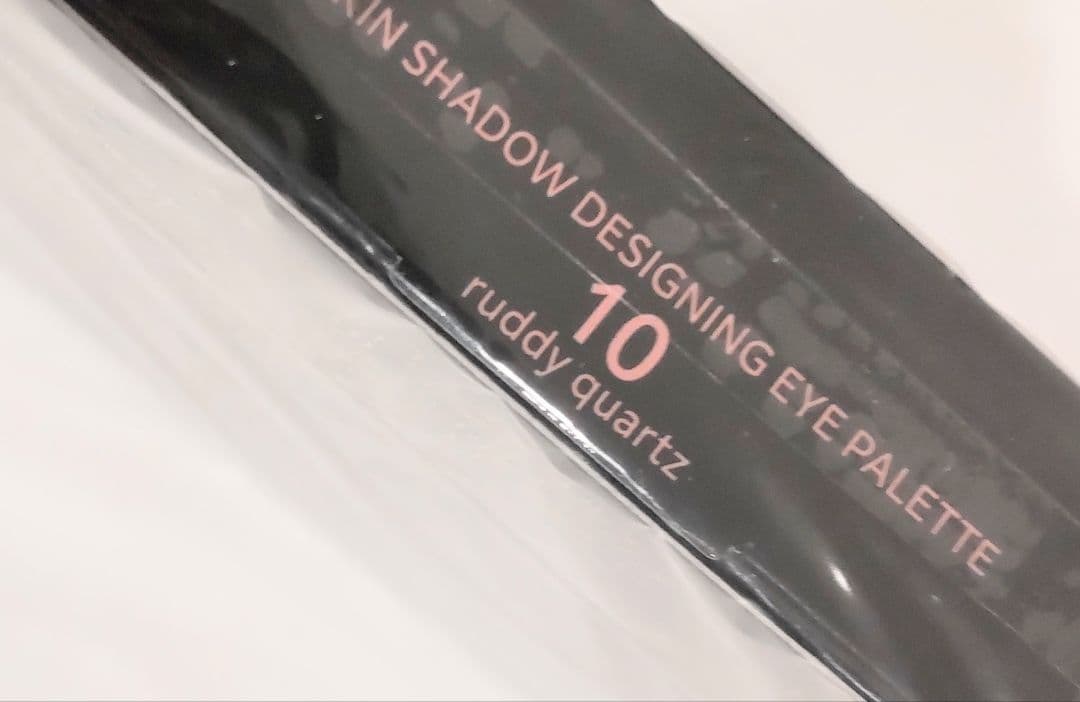 KIN SHADOW DESIGNING EYE PALETTE
10
ruddy quartz